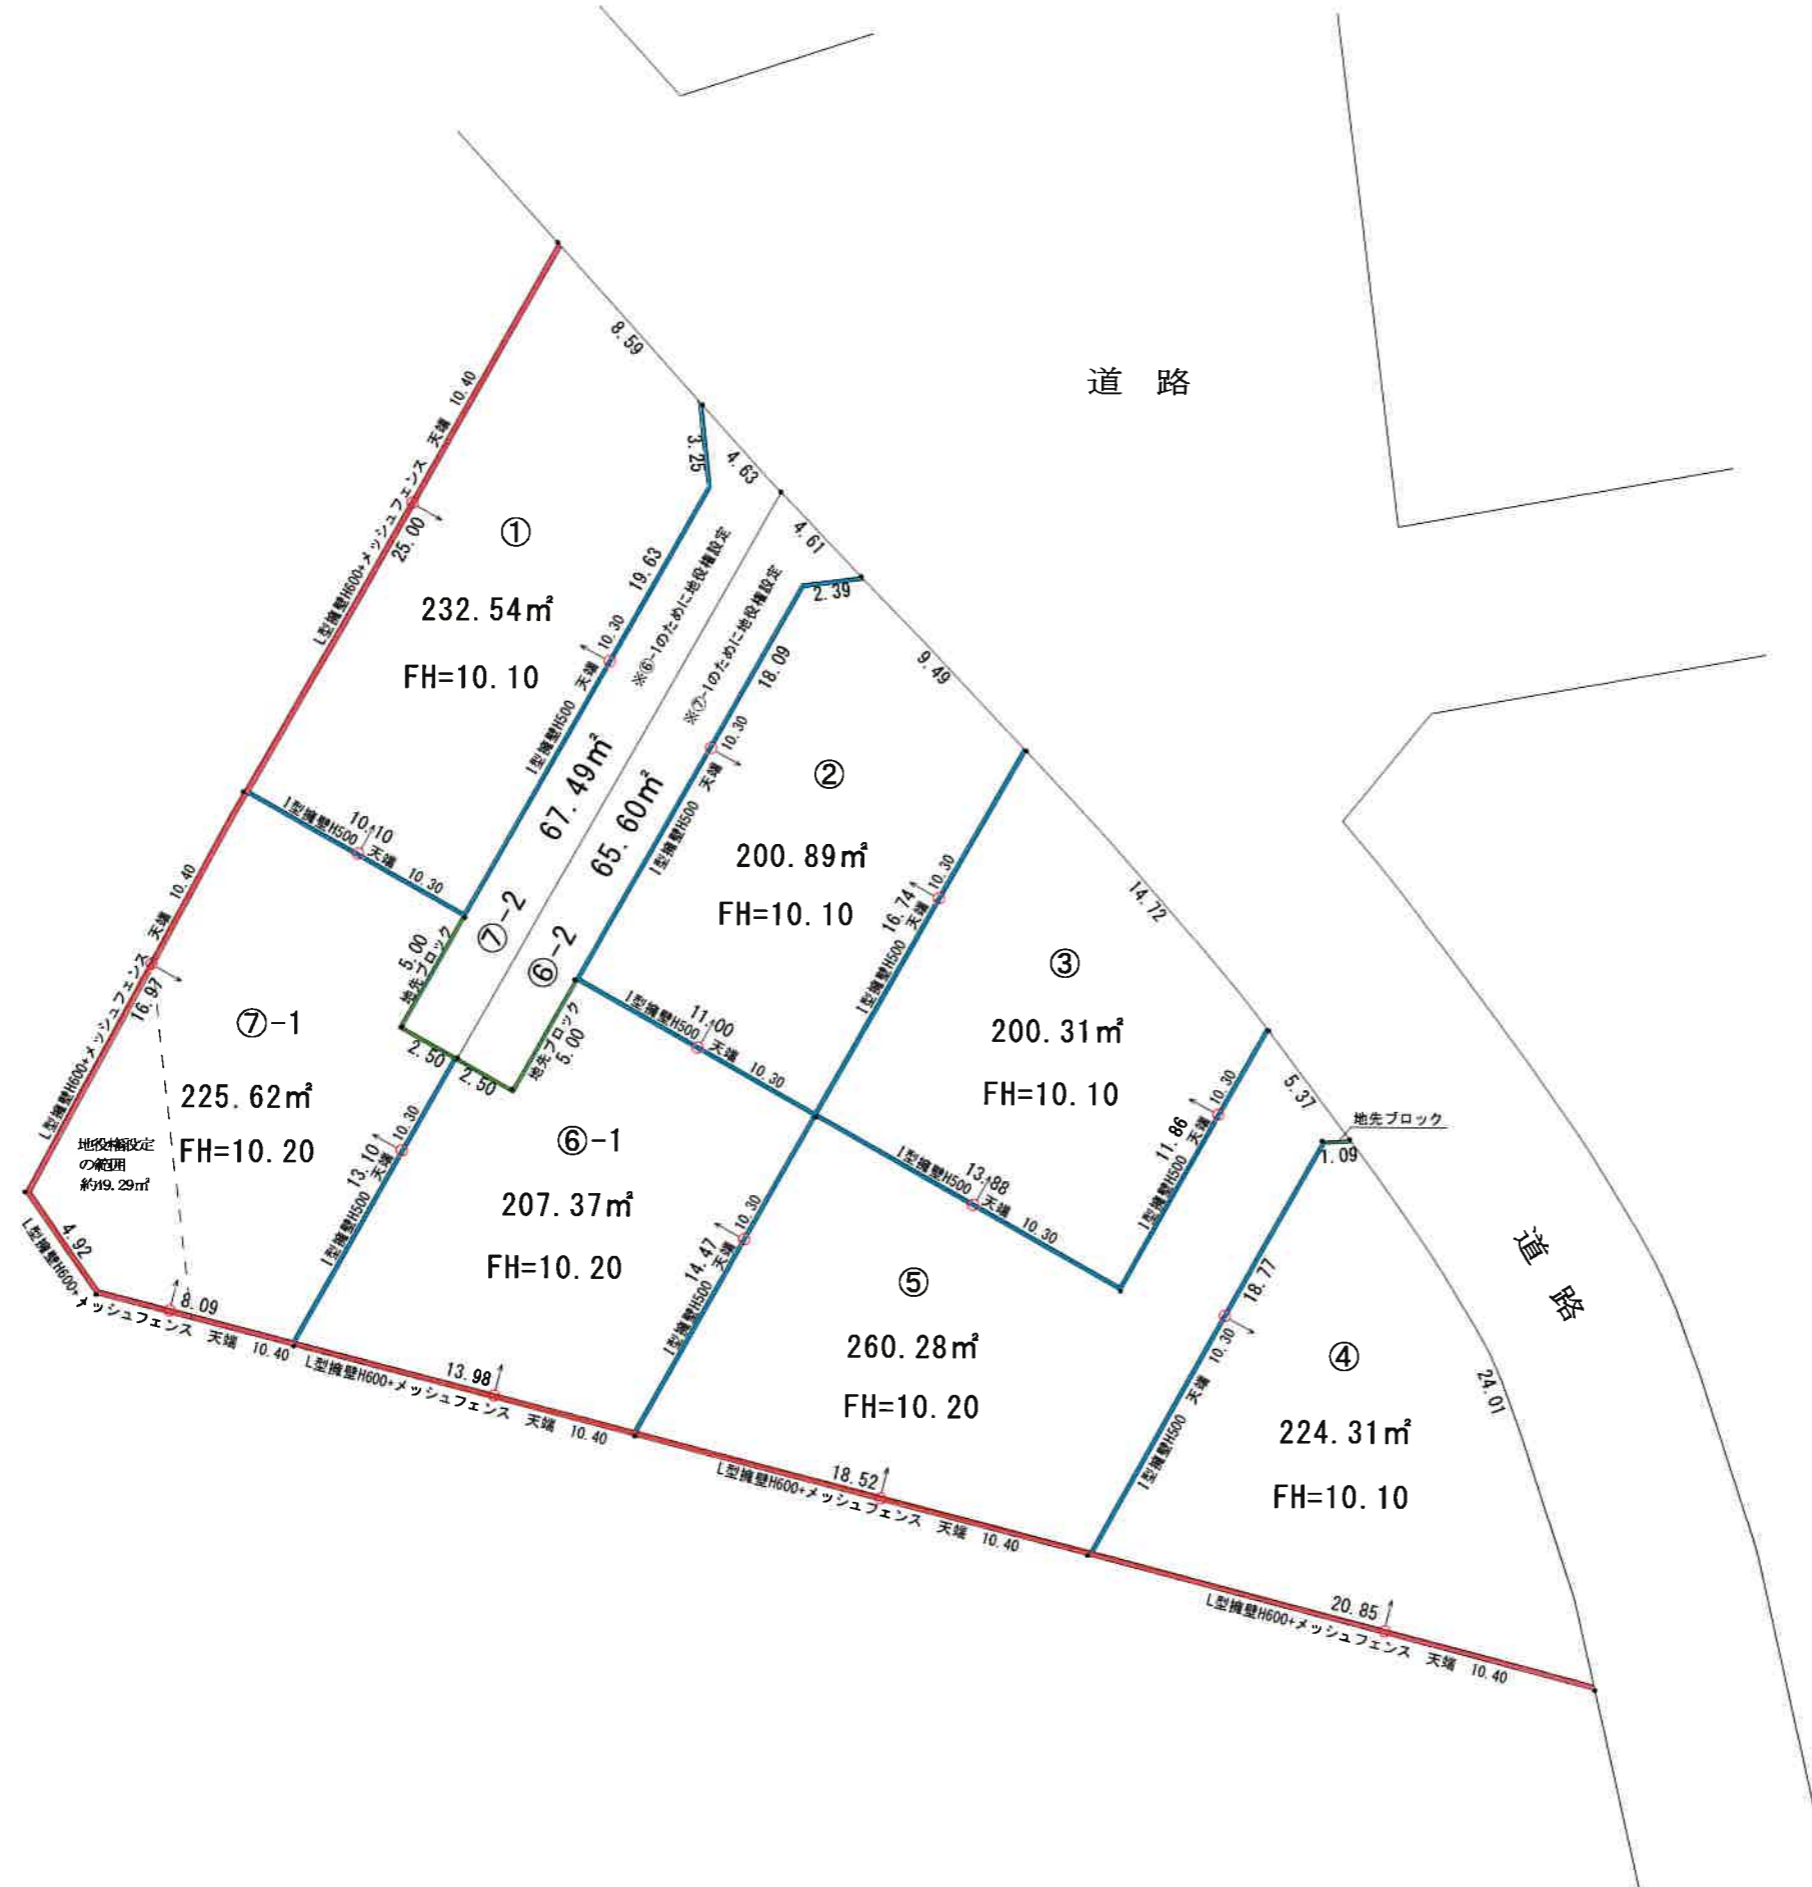 道 路
8.59
L型擁壁H600+メッシュフェンス 天端 10.40
25.00
①
232.54㎡
FH=10.10
3.25
19.63
I型擁壁H500 天端 10.30
4.63
※⑥-1のために地役権設定
67.49㎡
⑦-2
4.61
※⑦-1のために地役権設定
65.60㎡
⑥-2
2.39
18.09
I型擁壁H500 天端 10.30
9.49
②
200.89㎡
FH=10.10
16.74
I型擁壁H500 天端 10.30
14.72
③
200.31㎡
FH=10.10
11.86
I型擁壁H500 天端 10.30
5.37
地先ブロック
1.09
10.10
I型擁壁H500 天端 10.30
5.00
地先ブロック
2.50
2.50
地先ブロック
5.00
11.00
I型擁壁H500 天端 10.30
13.88
I型擁壁H500 天端 10.30
L型擁壁H600+メッシュフェンス 天端 10.40
16.97
⑦-1
225.62㎡
FH=10.20
地役権設定
の範囲
約19.29㎡
4.92
L型擁壁H600+メッシュフェンス 天端 10.40
8.09
13.10
I型擁壁H500 天端 10.30
⑥-1
207.37㎡
FH=10.20
13.98
L型擁壁H600+メッシュフェンス 天端 10.40
14.47
I型擁壁H500 天端 10.30
⑤
260.28㎡
FH=10.20
18.52
L型擁壁H600+メッシュフェンス 天端 10.40
18.77
I型擁壁H500 天端 10.30
④
224.31㎡
FH=10.10
24.01
道 路
20.85
L型擁壁H600+メッシュフェンス 天端 10.40